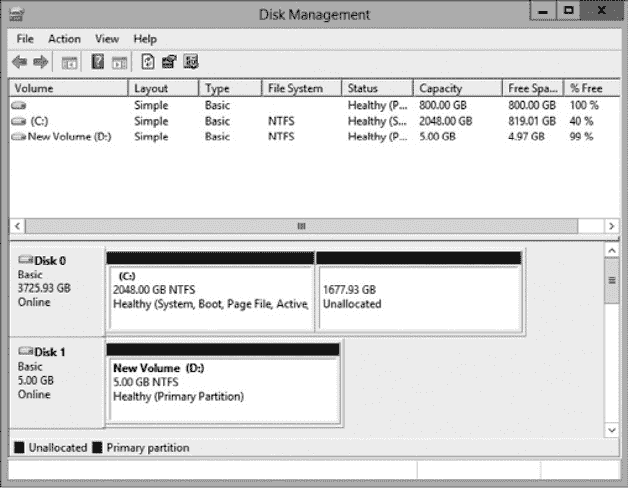 Disk Management
File Action View Help
Volume Layout Type File System Status Capacity Free Spa... % Free
Simple Basic Healthy (P... 800.00 GB 800.00 GB 100 %
(C:) Simple Basic NTFS Healthy (S... 2048.00 GB 819.01 GB 40 %
New Volume (D:) Simple Basic NTFS Healthy (P... 5.00 GB 4.97 GB 99 %
Disk 0
Basic
3725.93 GB
Online
(C:)
2048.00 GB NTFS
Healthy (System, Boot, Page File, Active,
1677.93 GB
Unallocated
Disk 1
Basic
5.00 GB
Online
New Volume (D:)
5.00 GB NTFS
Healthy (Primary Partition)
Unallocated Primary partition